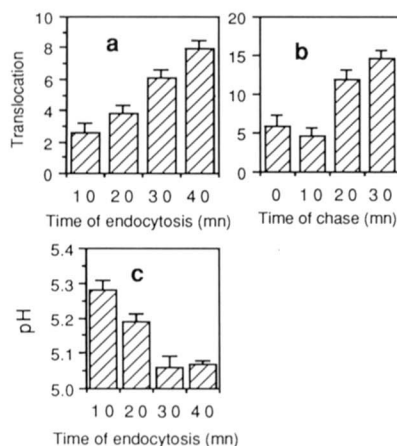 a
Translocation
10
8
6
4
2
0
10 20 30 40
Time of endocytosis (mn)
b
20
15
10
5
0
0 10 20 30
Time of chase (mn)
c
pH
5.4
5.3
5.2
5.1
5.0
10 20 30 40
Time of endocytosis (mn)